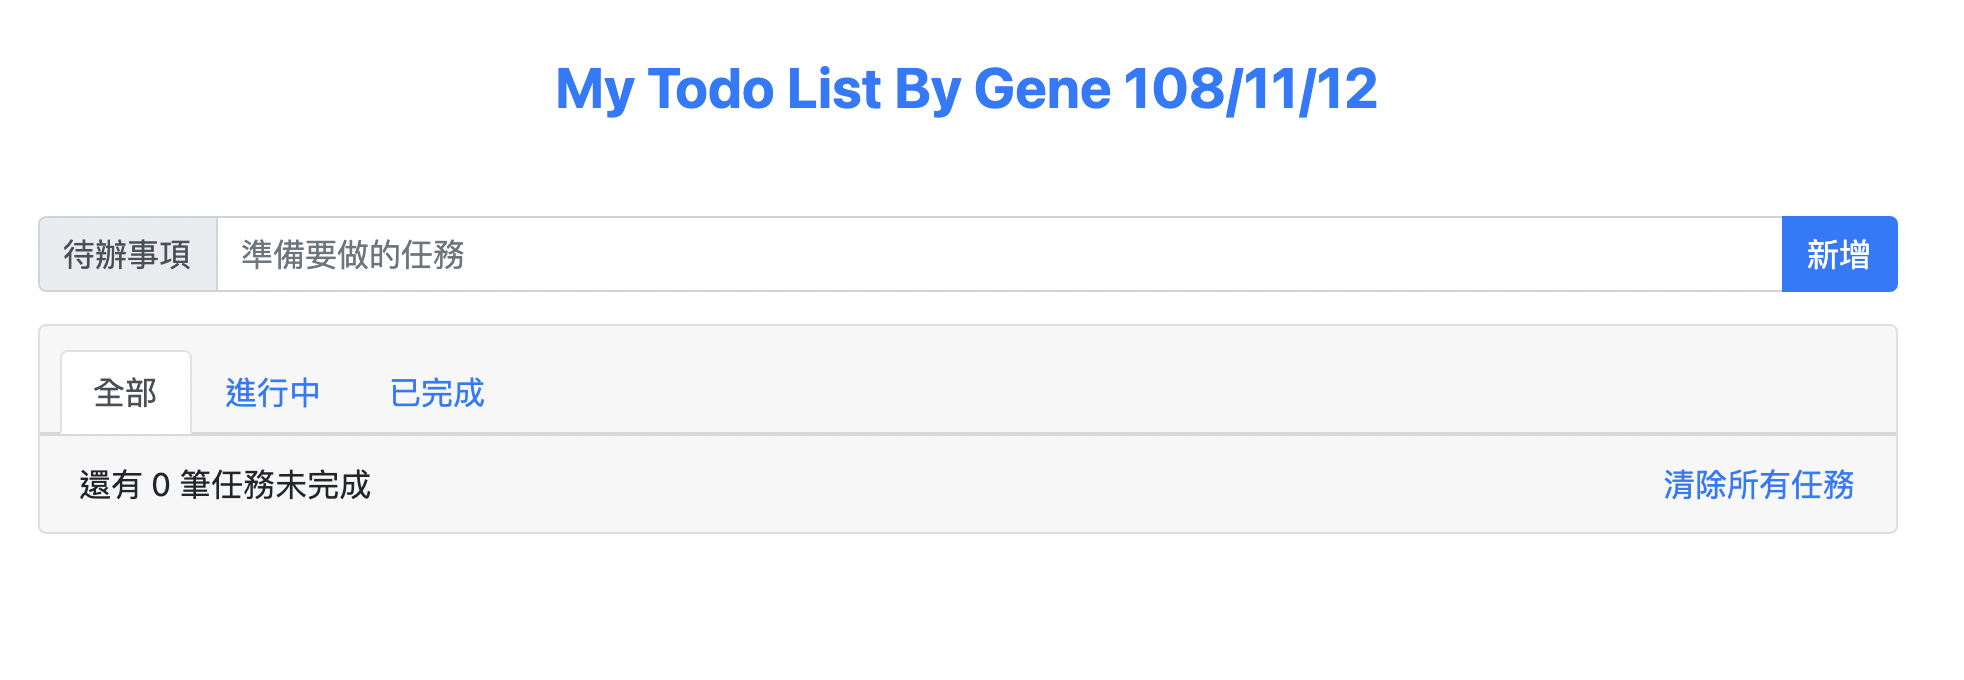 My Todo List By Gene 108/11/12
待辦事項 準備要做的任務 新增
全部 進行中 已完成
還有 0 筆任務未完成 清除所有任務